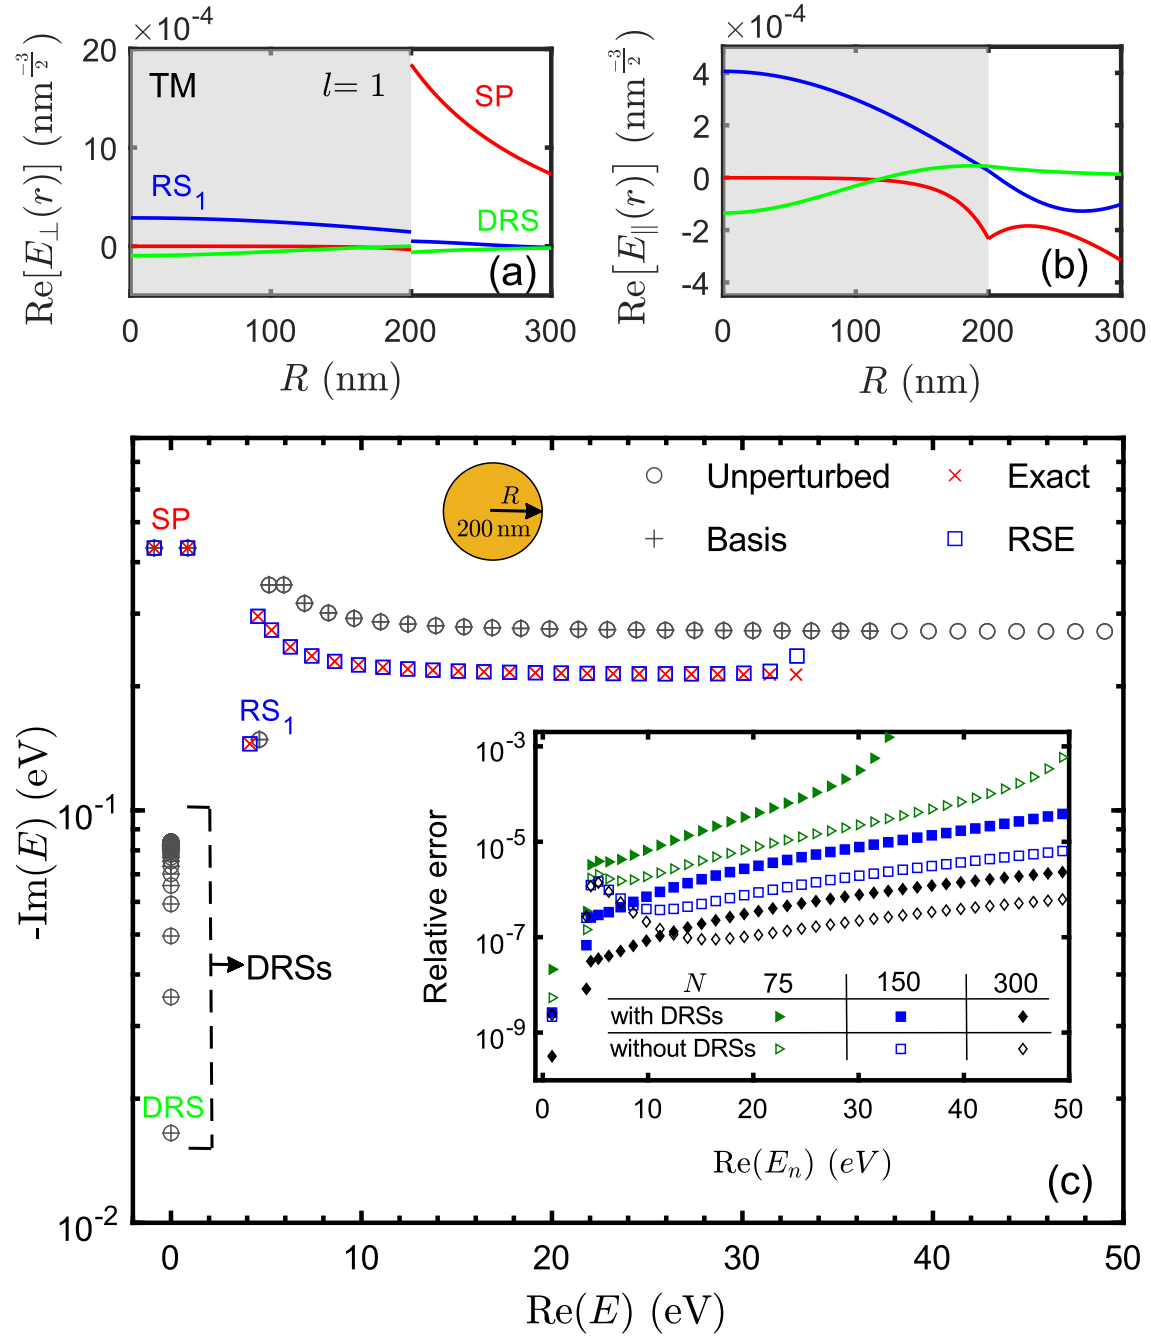 ×10⁻⁴
Re[E⊥(r)] (nm^{-3/2})
20
10
0
TM
l= 1
SP
RS₁
DRS
(a)
0
100
200
300
R (nm)
×10⁻⁴
Re[E∥(r)] (nm^{-3/2})
4
2
0
-2
-4
(b)
0
100
200
300
R (nm)
-Im(E) (eV)
10⁻¹
10⁻²
SP
R
200 nm
Unperturbed
Exact
Basis
RSE
RS₁
DRSs
DRS
Relative error
10⁻³
10⁻⁵
10⁻⁷
10⁻⁹
N 75 150 300
with DRSs
without DRSs
0
10
20
30
40
50
Re(Eₙ) (eV)
(c)
0
10
20
30
40
50
Re(E) (eV)